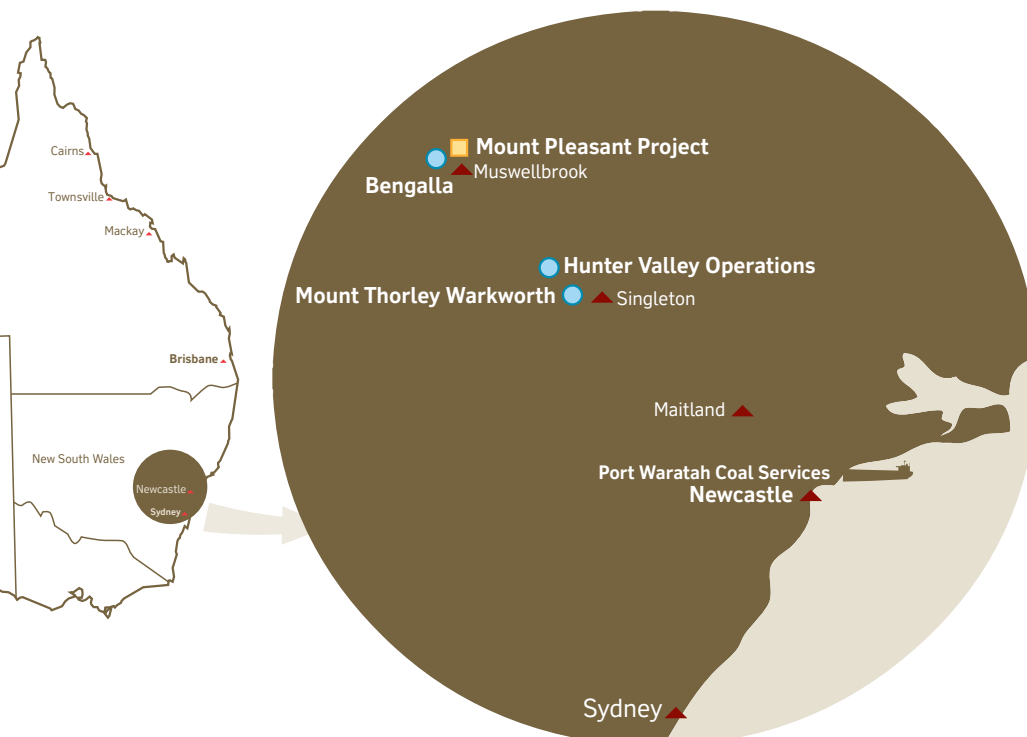 Cairns
Townsville
Mackay
Brisbane
New South Wales
Newcastle
Sydney
Mount Pleasant Project
Muswellbrook
Bengalla
Hunter Valley Operations
Mount Thorley Warkworth
Singleton
Maitland
Port Waratah Coal Services
Newcastle
Sydney